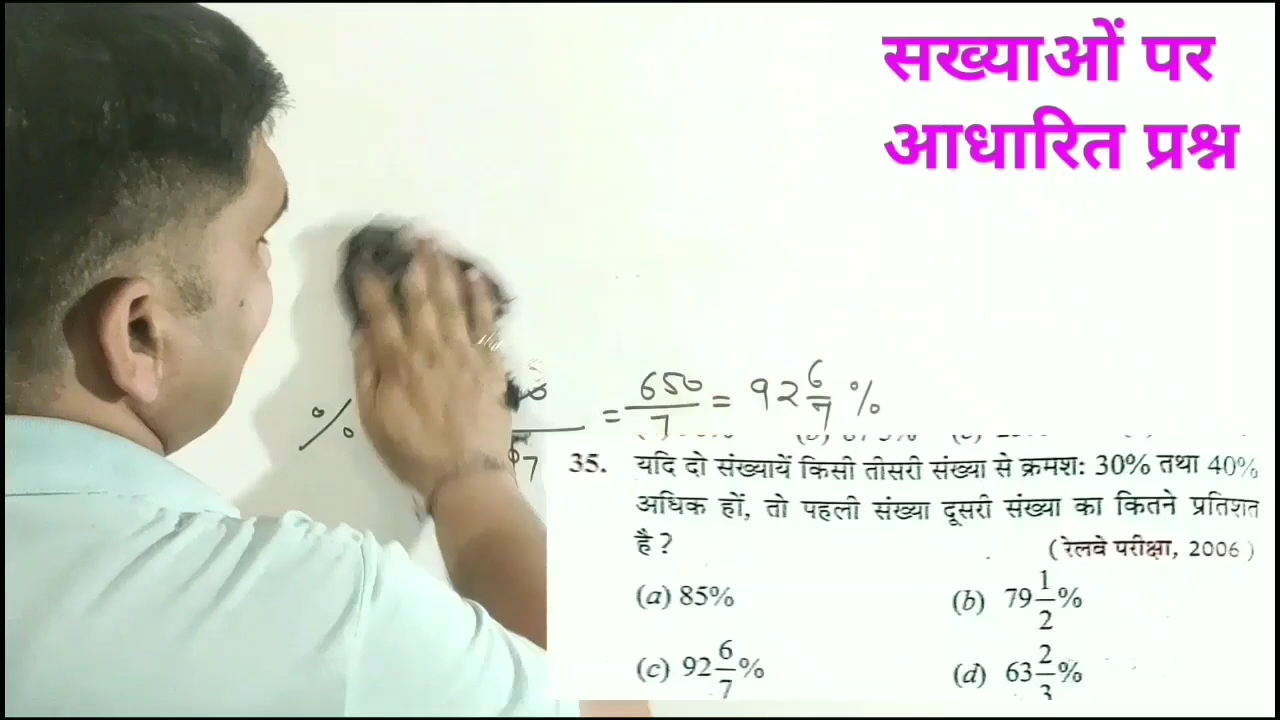 सख्याओं पर
आधारित प्रश्न
% = 650/7 = 92 6/7 %
7
35. यदि दो संख्यायें किसी तीसरी संख्या से क्रमशः 30% तथा 40%
अधिक हों, तो पहली संख्या दूसरी संख्या का कितने प्रतिशत
है ?
(रेलवे परीक्षा, 2006)
(a) 85%
(b) 79 1/2%
(c) 92 6/7%
(d) 63 2/3%